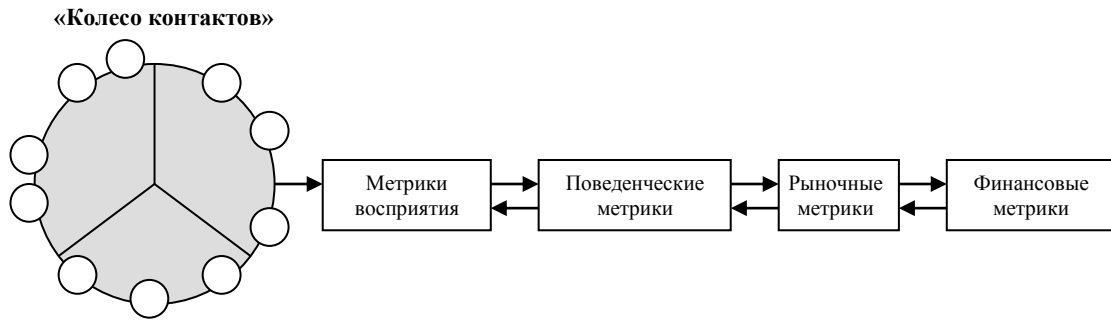 «Колесо контактов»
Метрики
восприятия
Поведенческие
метрики
Рыночные
метрики
Финансовые
метрики